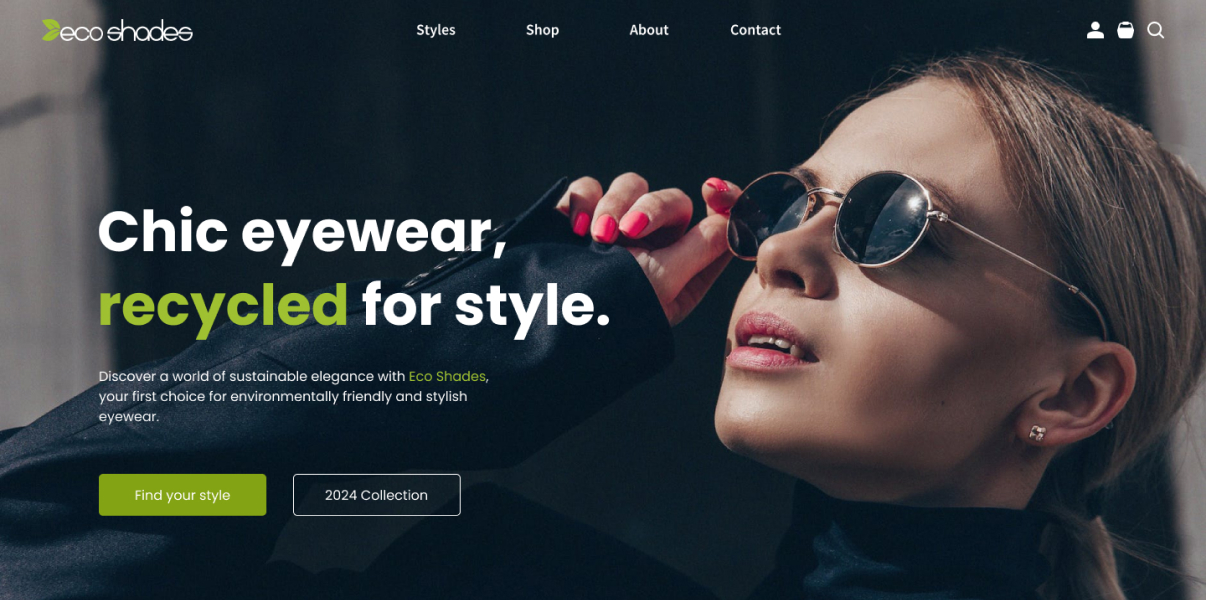 eco shades
Styles
Shop
About
Contact
Chic eyewear,
recycled for style.
Discover a world of sustainable elegance with Eco Shades,
your first choice for environmentally friendly and stylish
eyewear.
Find your style
2024 Collection